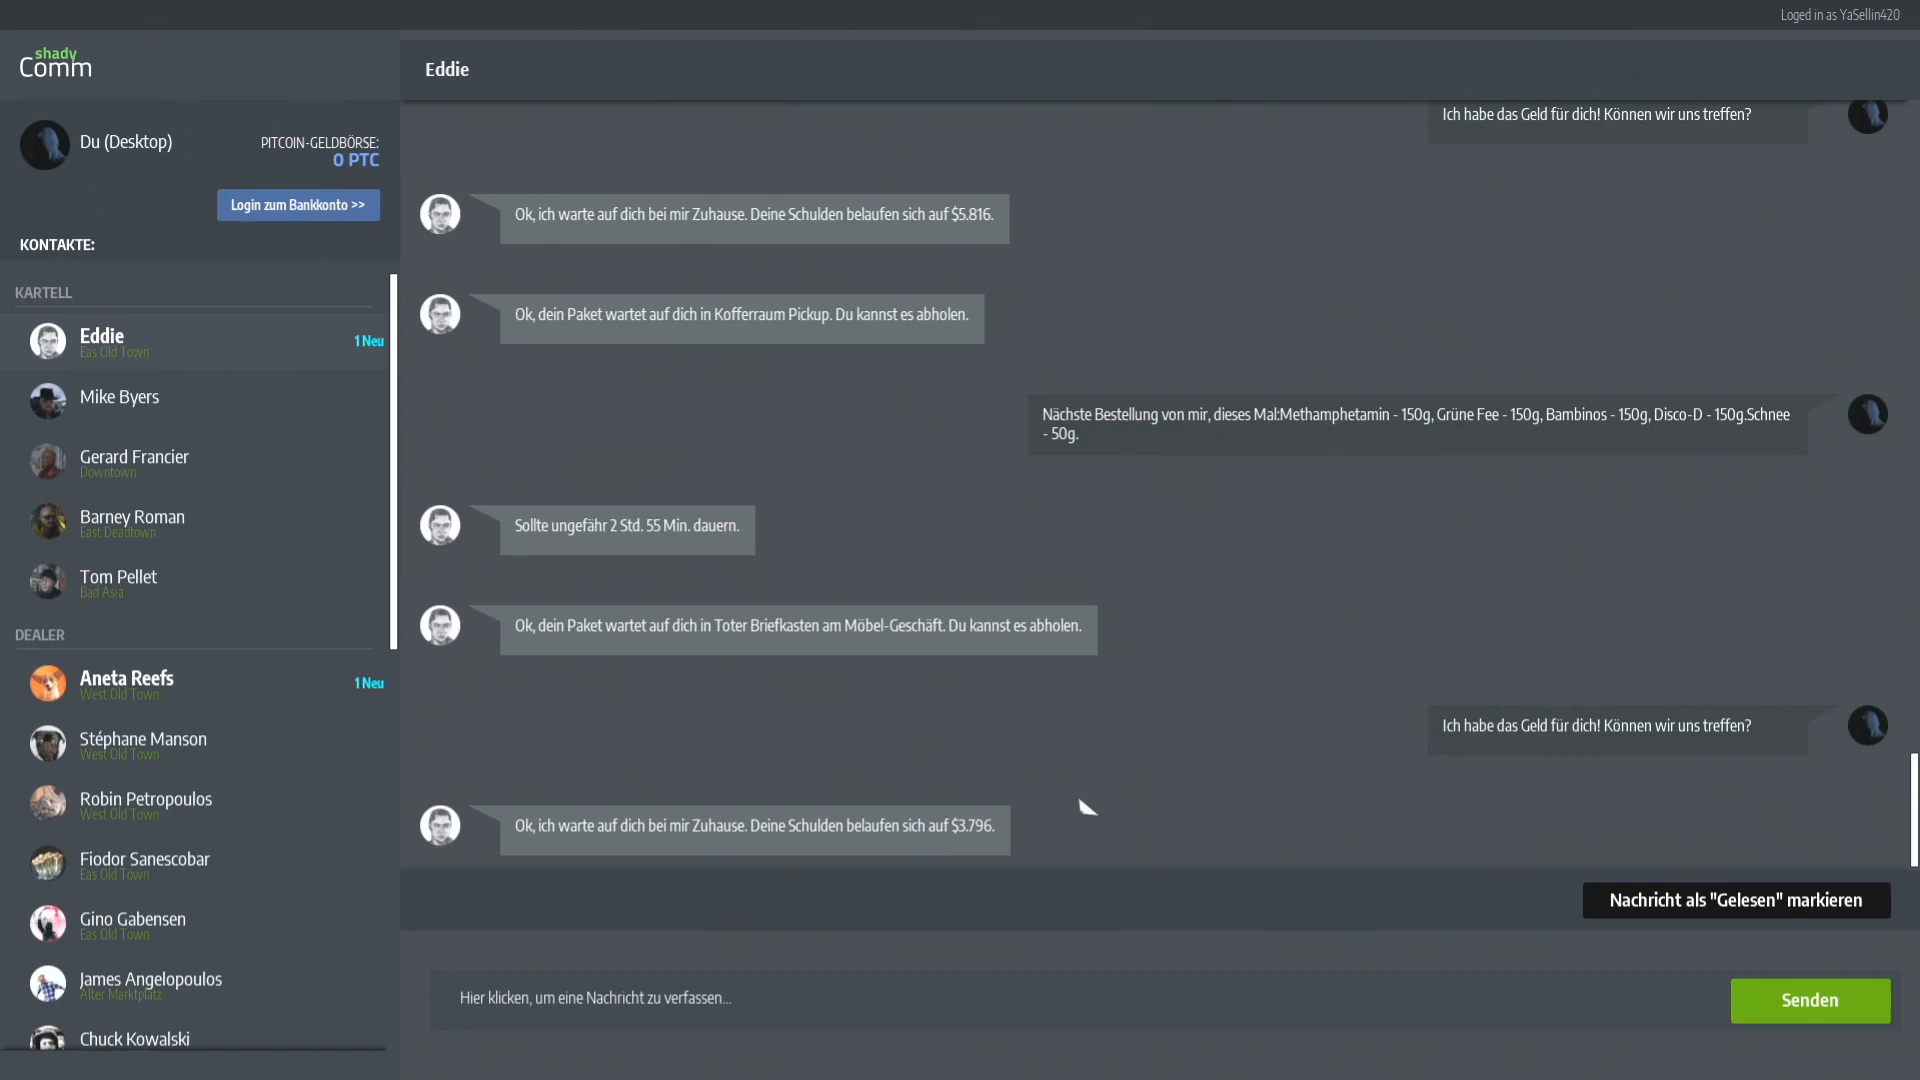 Loged in as YaSellin420
shady
Comm
Du (Desktop)
PITCOIN-GELDBÖRSE:
0 PTC
Login zum Bankkonto >>
KONTAKTE:
KARTELL
Eddie
Eas Old Town
1 Neu
Mike Byers
Gerard Francier
Downtown
Barney Roman
East Deadtown
Tom Pellet
Bad Asia
DEALER
Aneta Reefs
West Old Town
1 Neu
Stéphane Manson
West Old Town
Robin Petropoulos
West Old Town
Fiodor Sanescobar
Eas Old Town
Gino Gabensen
Eas Old Town
James Angelopoulos
Alter Marktplatz
Chuck Kowalski
Eddie
Ich habe das Geld für dich! Können wir uns treffen?
Ok, ich warte auf dich bei mir Zuhause. Deine Schulden belaufen sich auf $5.816.
Ok, dein Paket wartet auf dich in Kofferraum Pickup. Du kannst es abholen.
Nächste Bestellung von mir, dieses Mal:Methamphetamin - 150g, Grüne Fee - 150g, Bambinos - 150g, Disco-D - 150g.Schnee
- 50g.
Sollte ungefähr 2 Std. 55 Min. dauern.
Ok, dein Paket wartet auf dich in Toter Briefkasten am Möbel-Geschäft. Du kannst es abholen.
Ich habe das Geld für dich! Können wir uns treffen?
Ok, ich warte auf dich bei mir Zuhause. Deine Schulden belaufen sich auf $3.796.
Nachricht als "Gelesen" markieren
Hier klicken, um eine Nachricht zu verfassen...
Senden